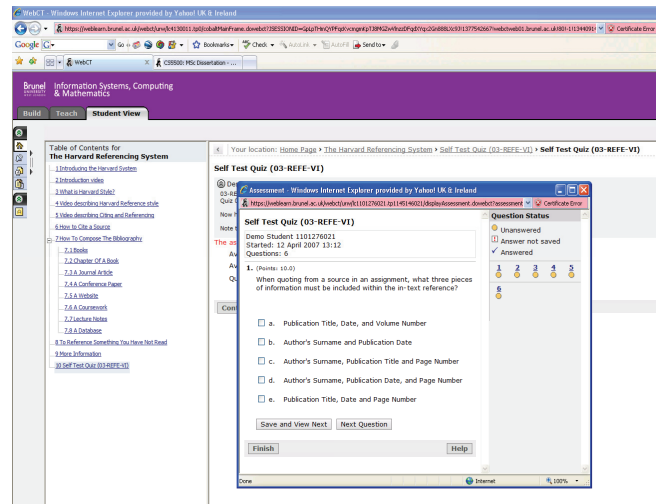 WebCT - Windows Internet Explorer provided by Yahoo! UK & Ireland
Certificate Error
Google
Go
Bookmarks
Check
AutoLink
AutoFill
Send to
WebCT
CS5500: MSc Dissertation - ...
Brunel
Information Systems, Computing
& Mathematics
Build
Teach
Student View
Table of Contents for
The Harvard Referencing System
1 Introducing the Harvard System
2 Introduction video
3 What is Harvard Style?
4 Video describing Harvard Reference style
5 Video describing Citing and Referencing
6 How to Cite a Source
7 How To Compose The Bibliography
7.1 Books
7.2 Chapter Of A Book
7.3 A Journal Article
7.4 A Conference Paper
7.5 A Website
7.6 A Coursework
7.7 Lecture Notes
7.8 A Database
8 To Reference Something You Have Not Read
9 More Information
10 Self Test Quiz (03-REFE-VI)
Your location: Home Page › The Harvard Referencing System › Self Test Quiz (03-REFE-VI) › Self Test Quiz (03-REFE-VI)
Self Test Quiz (03-REFE-VI)
Assessment - Windows Internet Explorer provided by Yahoo! UK & Ireland
Certificate Error
Self Test Quiz (03-REFE-VI)
Demo Student 1101276021
Started: 12 April 2007 13:12
Questions: 6
1. (Points: 10.0)
When quoting from a source in an assignment, what three pieces
of information must be included within the in-text reference?
a. Publication Title, Date, and Volume Number
b. Author's Surname and Publication Date
c. Author's Surname, Publication Title and Page Number
d. Author's Surname, Publication Date, and Page Number
e. Publication Title, Date and Page Number
Save and View Next
Next Question
Finish
Help
Question Status
Unanswered
Answer not saved
Answered
1 2 3 4 5
6
Done
Internet
100%